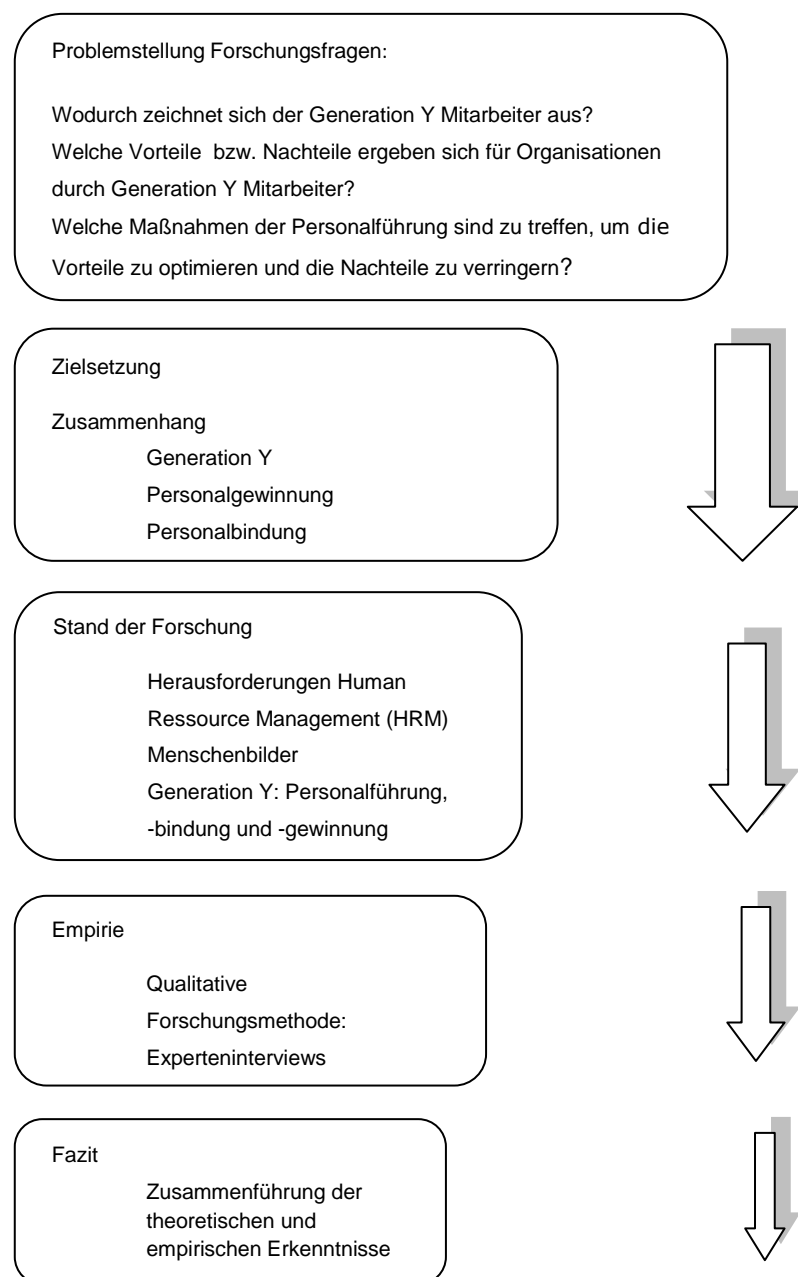 Problemstellung Forschungsfragen:
Wodurch zeichnet sich der Generation Y Mitarbeiter aus?
Welche Vorteile  bzw. Nachteile ergeben sich für Organisationen
durch Generation Y Mitarbeiter?
Welche Maßnahmen der Personalführung sind zu treffen, um die
Vorteile zu optimieren und die Nachteile zu verringern?
Zielsetzung
Zusammenhang
Generation Y
Personalgewinnung
Personalbindung
Stand der Forschung
Herausforderungen Human
Ressource Management (HRM)
Menschenbilder
Generation Y: Personalführung,
-bindung und -gewinnung
Empirie
Qualitative
Forschungsmethode:
Experteninterviews
Fazit
Zusammenführung der
theoretischen und
empirischen Erkenntnisse